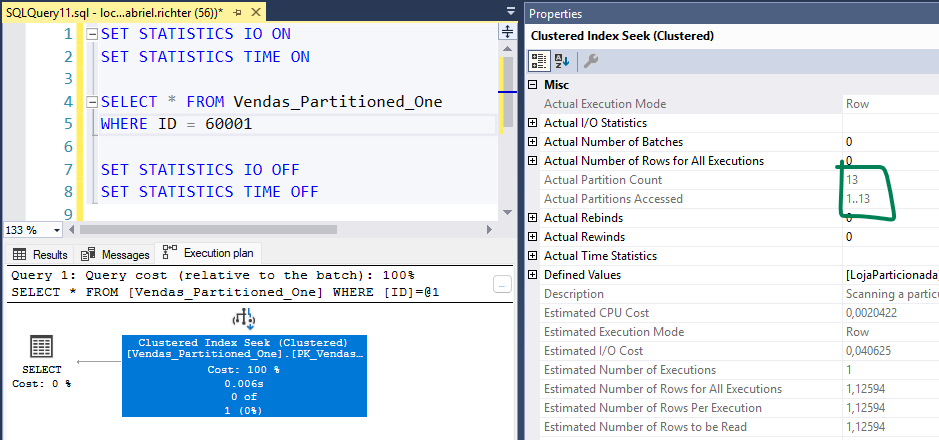 SQLQuery11.sql - loc...abriel.richter (56))*
1 SET STATISTICS IO ON
2 SET STATISTICS TIME ON
3
4 SELECT * FROM Vendas_Partitioned_One
5 WHERE ID = 60001
6
7 SET STATISTICS IO OFF
8 SET STATISTICS TIME OFF
9
133 %
Results Messages Execution plan
Query 1: Query cost (relative to the batch): 100%
SELECT * FROM [Vendas_Partitioned_One] WHERE [ID]=@1
...
SELECT
Cost: 0 %
Clustered Index Seek (Clustered)
[Vendas_Partitioned_One].[PK_Vendas…
Cost: 100 %
0.006s
0 of
1 (0%)
Properties
Clustered Index Seek (Clustered)
Misc
Actual Execution Mode Row
Actual I/O Statistics
Actual Number of Batches 0
Actual Number of Rows for All Executions 0
Actual Partition Count 13
Actual Partitions Accessed 1..13
Actual Rebinds 0
Actual Rewinds 0
Actual Time Statistics
Defined Values [LojaParticionada
Description Scanning a particu
Estimated CPU Cost 0,0020422
Estimated Execution Mode Row
Estimated I/O Cost 0,040625
Estimated Number of Executions 1
Estimated Number of Rows for All Executions 1,12594
Estimated Number of Rows Per Execution 1,12594
Estimated Number of Rows to be Read 1,12594